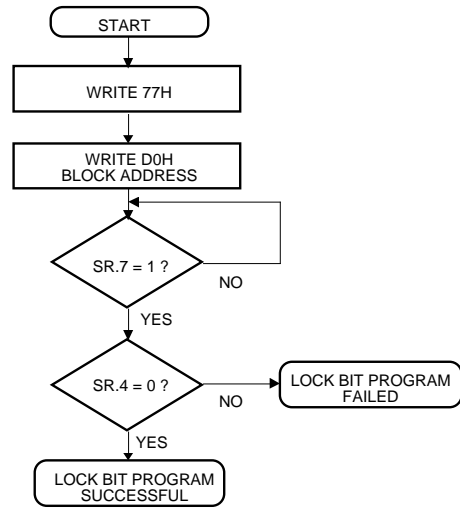 START
WRITE 77H
WRITE D0H
BLOCK ADDRESS
SR.7 = 1 ?
NO
YES
SR.4 = 0 ?
NO
LOCK BIT PROGRAM
FAILED
YES
LOCK BIT PROGRAM
SUCCESSFUL